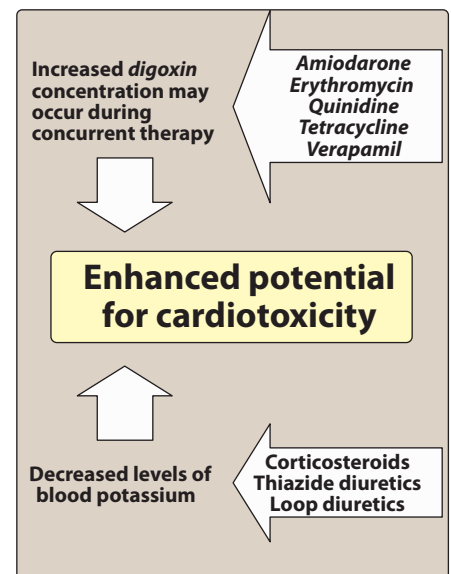 Increased digoxin
concentration may
occur during
concurrent therapy
Amiodarone
Erythromycin
Quinidine
Tetracycline
Verapamil
Enhanced potential
for cardiotoxicity
Decreased levels of
blood potassium
Corticosteroids
Thiazide diuretics
Loop diuretics